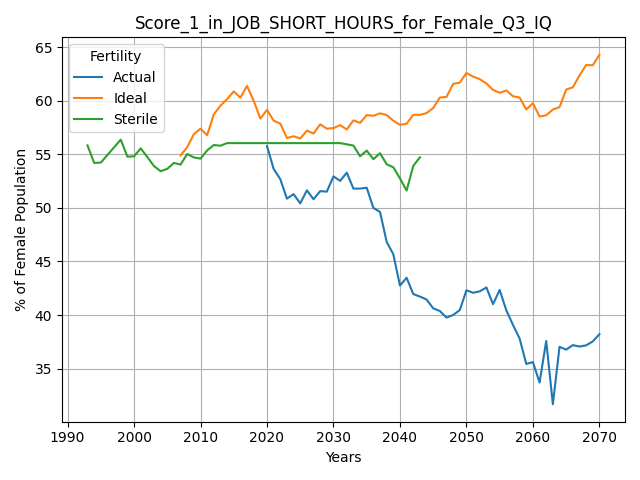 Score_1_in_JOB_SHORT_HOURS_for_Female_Q3_IQ
Fertility
Actual
Ideal
Sterile
% of Female Population
65
60
55
50
45
40
35
1990 2000 2010 2020 2030 2040 2050 2060 2070
Years